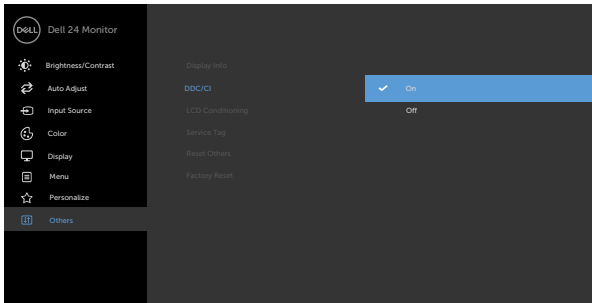 DELL
Dell 24 Monitor
Brightness/Contrast
Auto Adjust
Input Source
Color
Display
Menu
Personalize
Others
Display Info
DDC/CI
LCD Conditioning
Service Tag
Reset Others
Factory Reset
On
Off